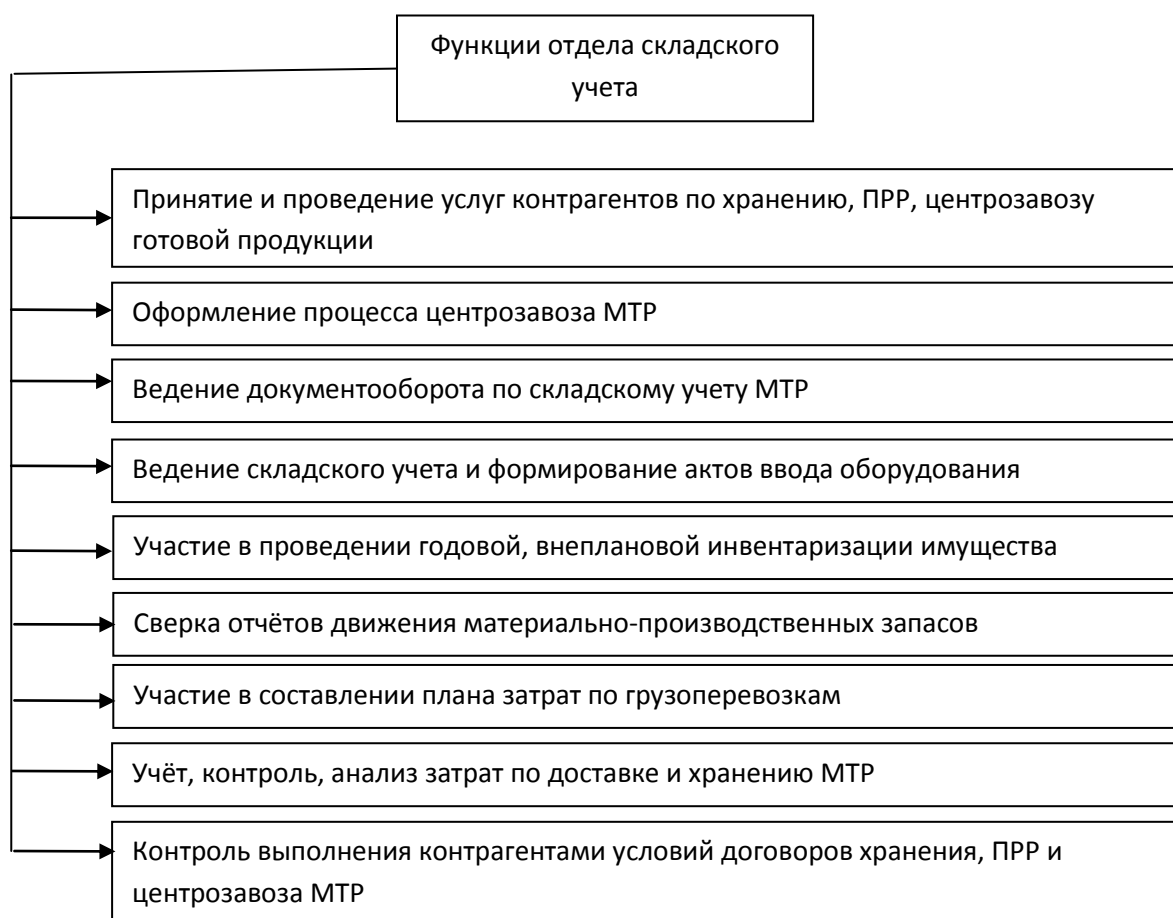 Функции отдела складского
учета
Принятие и проведение услуг контрагентов по хранению, ПРР, центрозавозу
готовой продукции
Оформление процесса центрозавоза МТР
Ведение документооборота по складскому учету МТР
Ведение складского учета и формирование актов ввода оборудования
Участие в проведении годовой, внеплановой инвентаризации имущества
Сверка отчётов движения материально-производственных запасов
Участие в составлении плана затрат по грузоперевозкам
Учёт, контроль, анализ затрат по доставке и хранению МТР
Контроль выполнения контрагентами условий договоров хранения, ПРР и
центрозавоза МТР